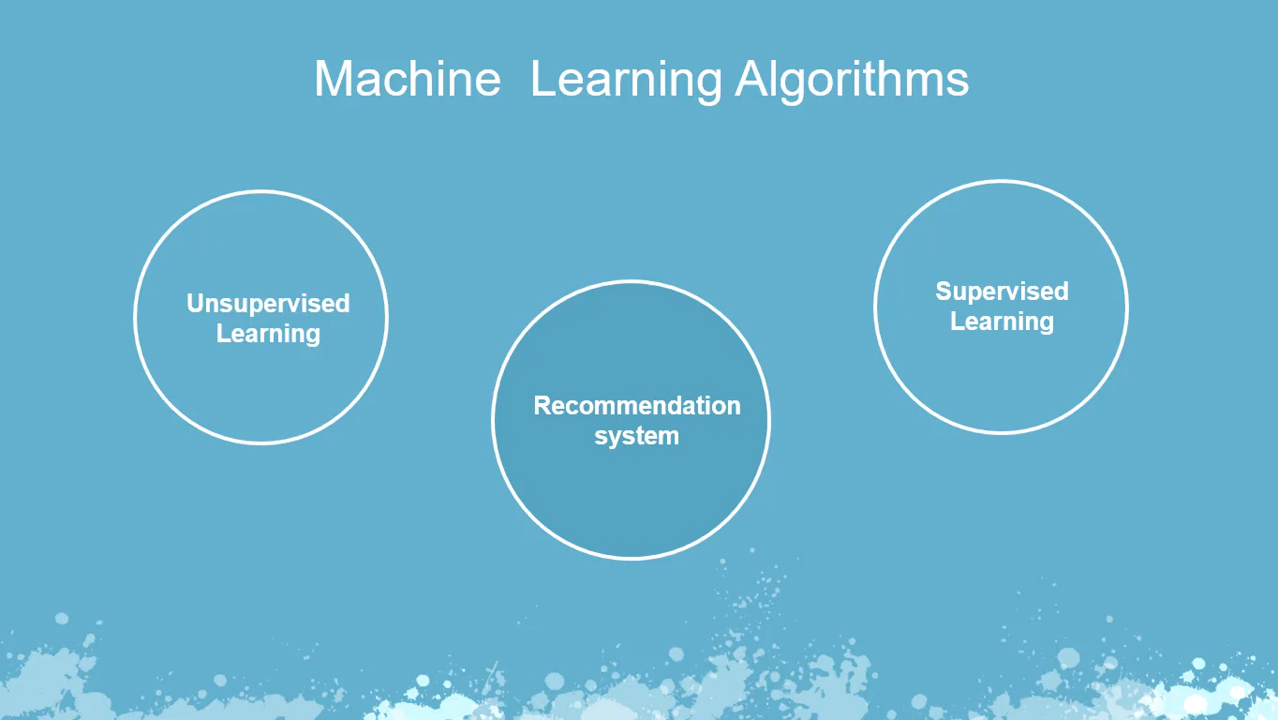 Machine  Learning Algorithms
Unsupervised
Learning
Recommendation
system
Supervised
Learning